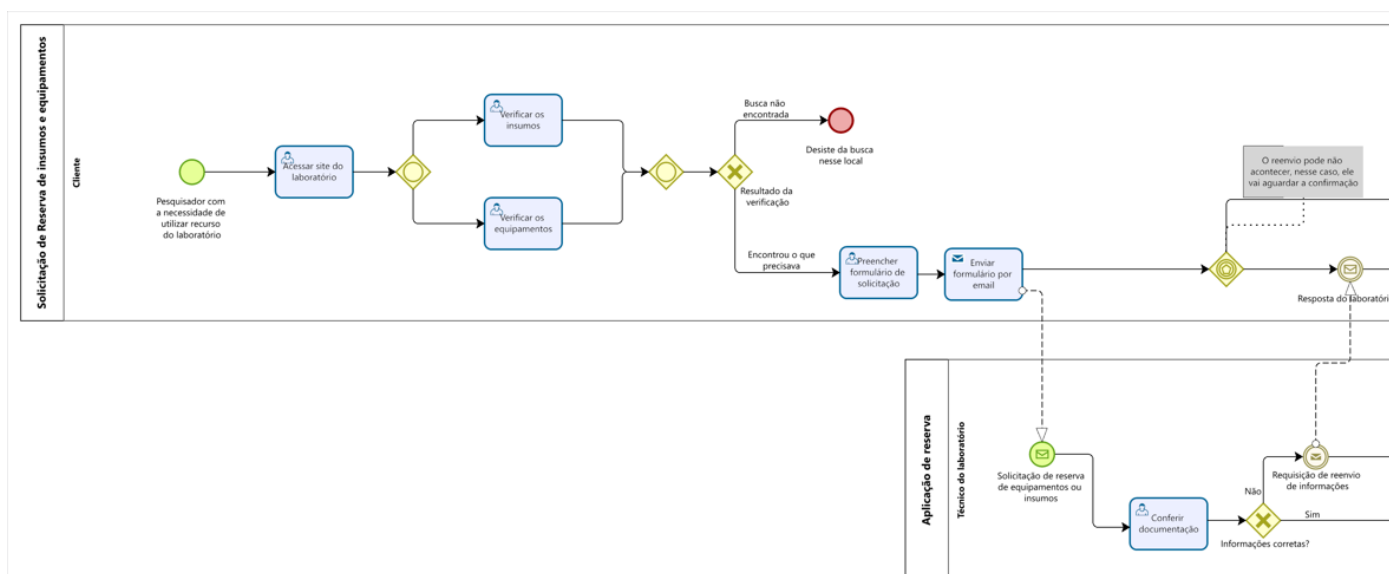 Solicitação de Reserva de insumos e equipamentos
Cliente
Pesquisador com
a necessidade de
utilizar recurso
do laboratório
Acessar site do
laboratório
Verificar os
insumos
Verificar os
equipamentos
Busca não
encontrada
Desiste da busca
nesse local
Resultado da
verificação
Encontrou o que
precisava
Preencher
formulário de
solicitação
Enviar
formulário por
email
O reenvio pode não
acontecer, nesse caso, ele
vai aguardar a confirmação
Resposta do laboratóri
Aplicação de reserva
Técnico do laboratório
Solicitação de reserva
de equipamentos ou
insumos
Conferir
documentação
Não
Requisição de reenvio
de informações
Sim
Informações corretas?